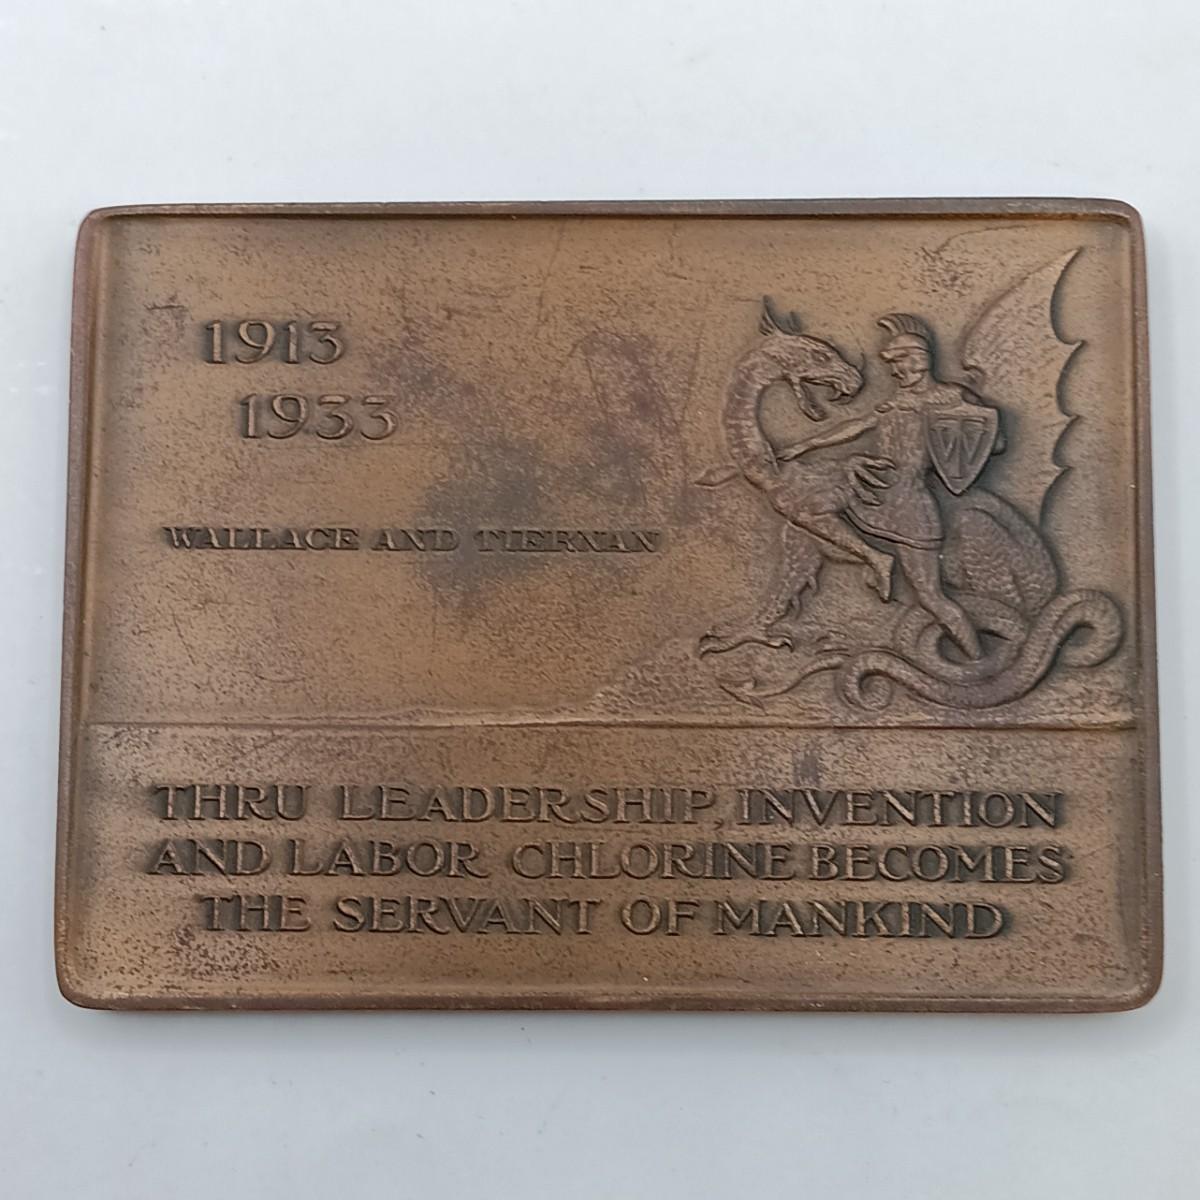 1913
1933
WALLACE AND TIERNAN
W
THRU LEADERSHIP, INVENTION
AND LABOR CHLORINE BECOMES
THE SERVANT OF MANKIND